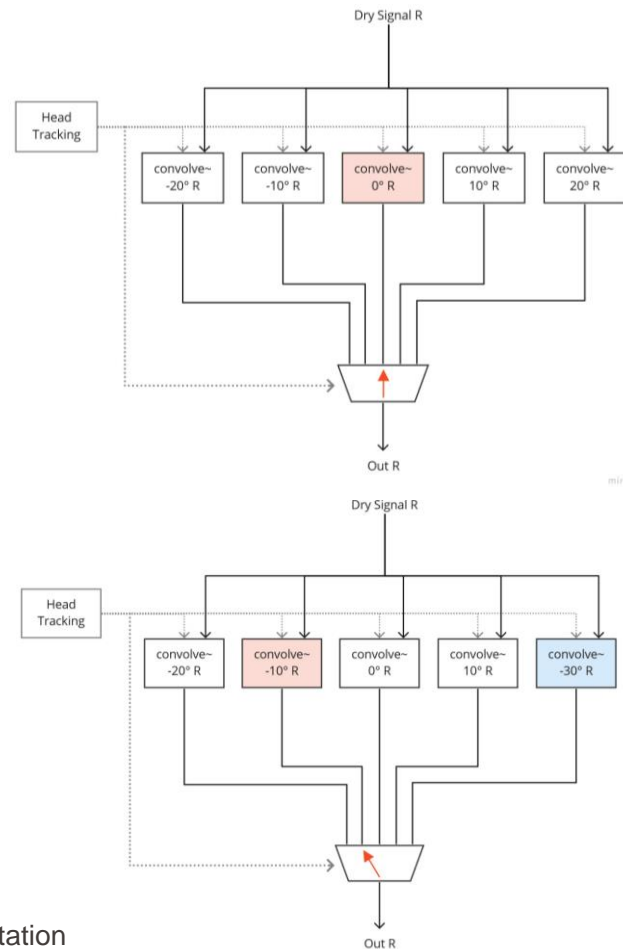 Dry Signal R
Head
Tracking
convolve~
-20° R
convolve~
-10° R
convolve~
0° R
convolve~
10° R
convolve~
20° R
Out R
Dry Signal R
Head
Tracking
convolve~
-20° R
convolve~
-10° R
convolve~
0° R
convolve~
10° R
convolve~
-30° R
Out R